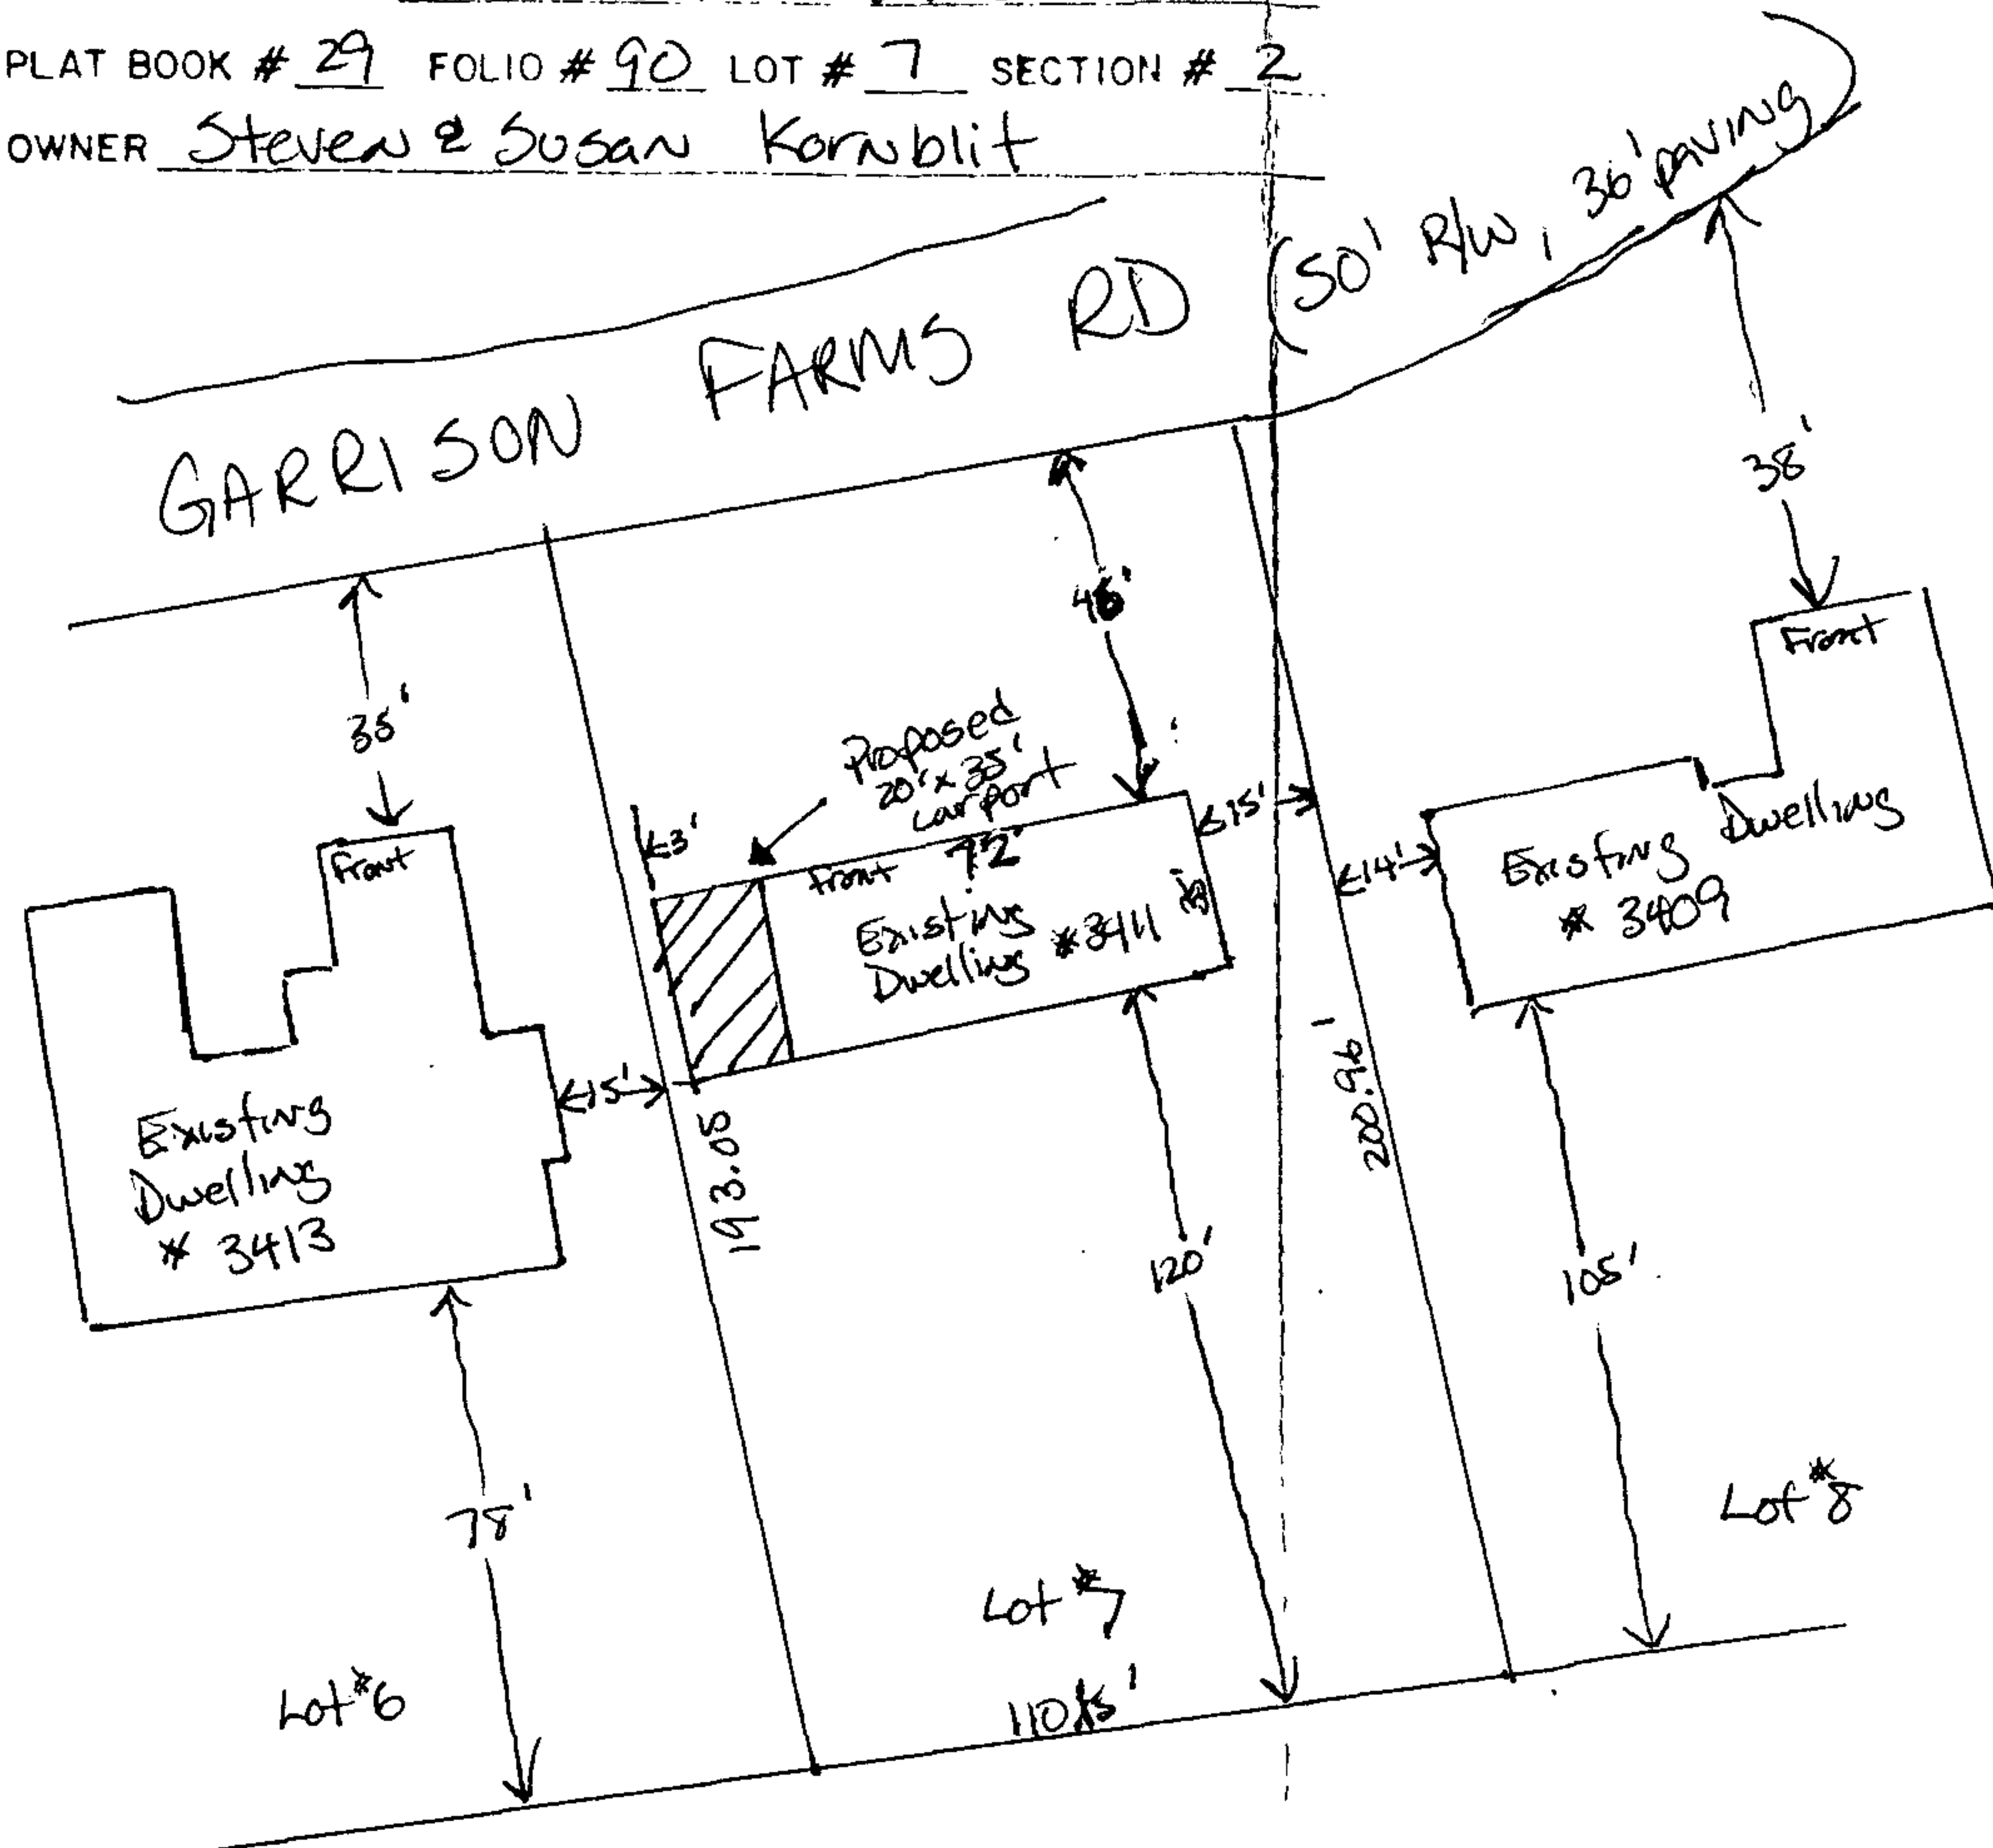 PLAT BOOK # 29 FOLIO # 90 LOT # 7 SECTION # 2
OWNER Steven & Susan Kornblit
GARRISON FARMS RD (50' R/W, 36' paving
38'
35'
Proposed
20' x 35'
carport
3'
15'
14'
Front
Front
Front
72'
Existing
Dwelling #3411
Existing Dwelling
# 3409
15'
Existing
Dwelling
# 3413
193.05
200.96'
120'
105'
78'
Lot #8
Lot #7
Lot #6